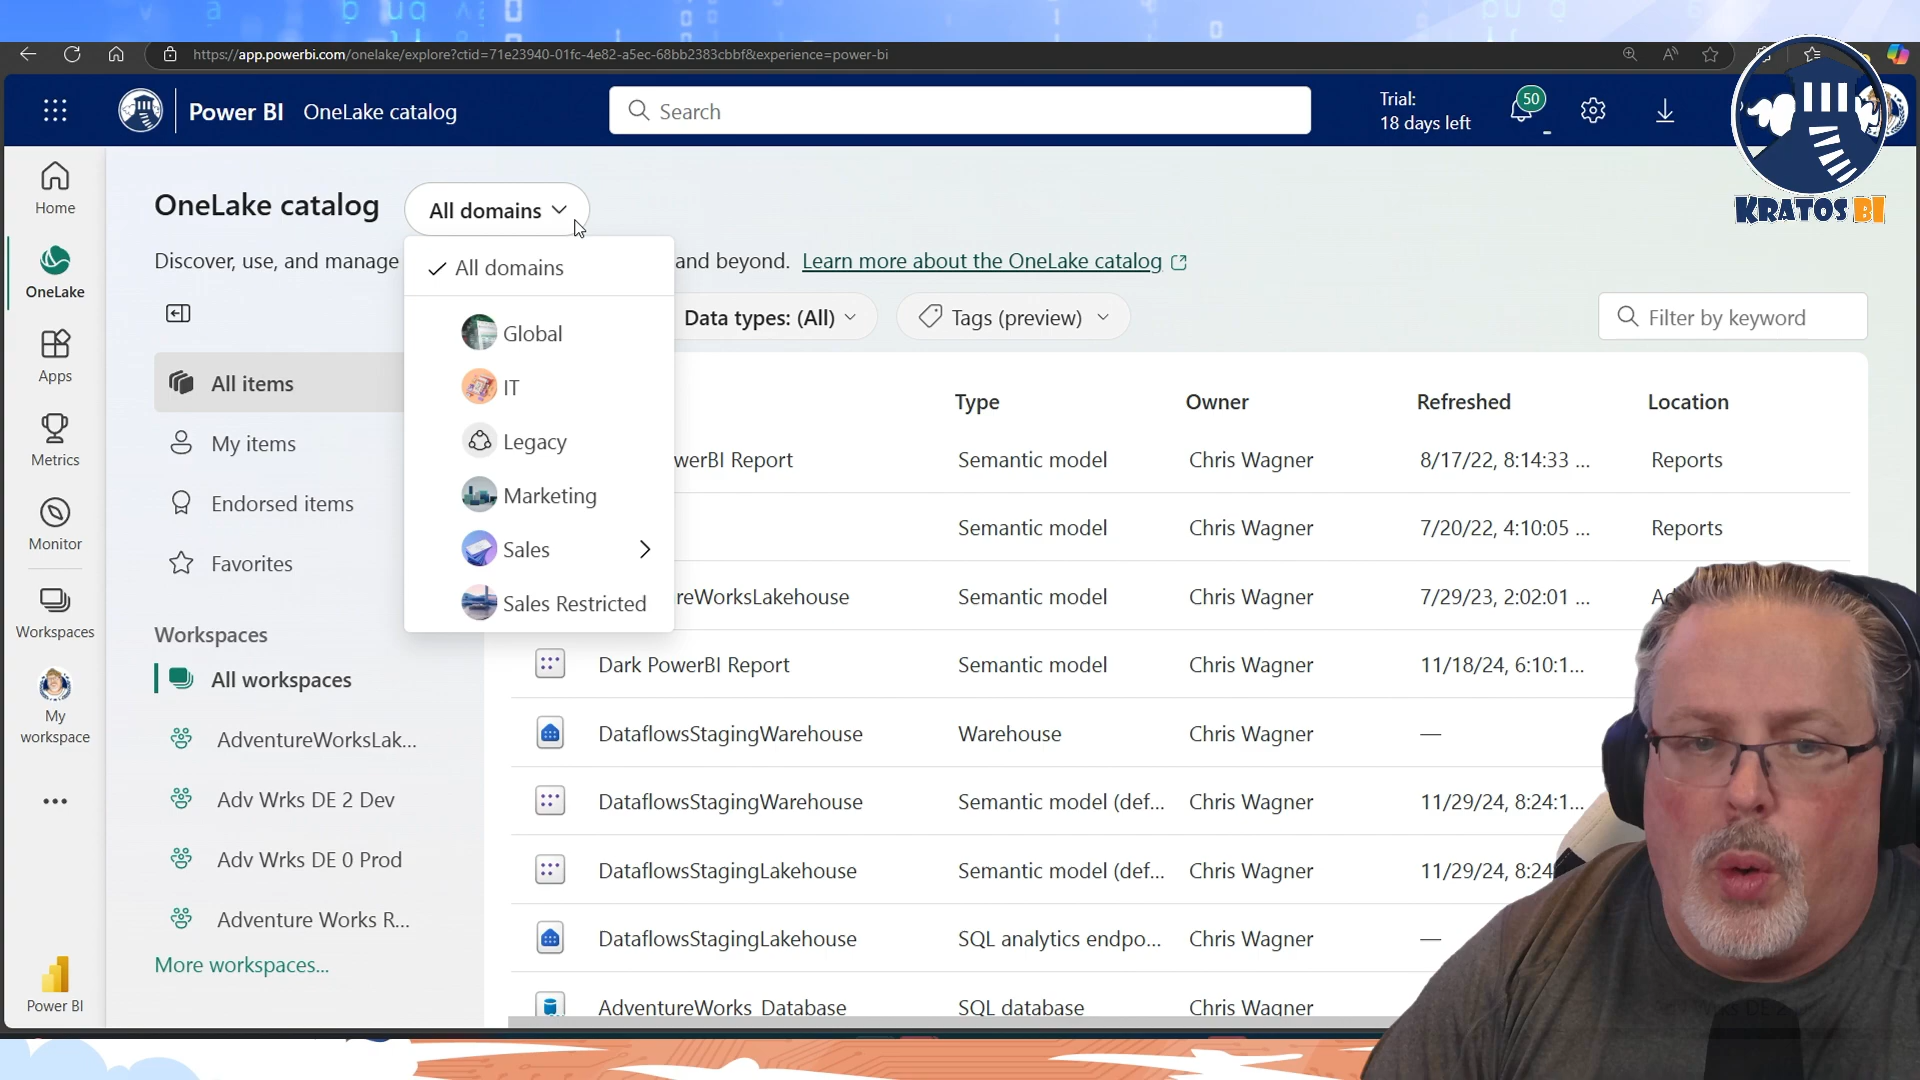 https://app.powerbi.com/onelake/explore?ctid=71e23940-01fc-4e82-a5ec-68bb2383cbbf&experience=power-bi
Power BI
OneLake catalog
Search
Trial:
18 days left
50
KRATOS BI
Home
OneLake
Apps
Metrics
Monitor
Workspaces
My
workspace
Power BI
OneLake catalog
All domains
Discover, use, and manage
and beyond.
Learn more about the OneLake catalog
All domains
Global
IT
Legacy
Marketing
Sales
Sales Restricted
Data types: (All)
Tags (preview)
Filter by keyword
All items
My items
Endorsed items
Favorites
Workspaces
All workspaces
AdventureWorksLak...
Adv Wrks DE 2 Dev
Adv Wrks DE 0 Prod
Adventure Works R...
More workspaces...
Type Owner Refreshed Location
werBI Report Semantic model Chris Wagner 8/17/22, 8:14:33 ... Reports
Semantic model Chris Wagner 7/20/22, 4:10:05 ... Reports
reWorksLakehouse Semantic model Chris Wagner 7/29/23, 2:02:01 ...
Dark PowerBI Report Semantic model Chris Wagner 11/18/24, 6:10:1...
DataflowsStagingWarehouse Warehouse Chris Wagner —
DataflowsStagingWarehouse Semantic model (def... Chris Wagner 11/29/24, 8:24:1...
DataflowsStagingLakehouse Semantic model (def... Chris Wagner 11/29/24, 8:24
DataflowsStagingLakehouse SQL analytics endpo... Chris Wagner —
AdventureWorks Database SQL database Chris Wagner